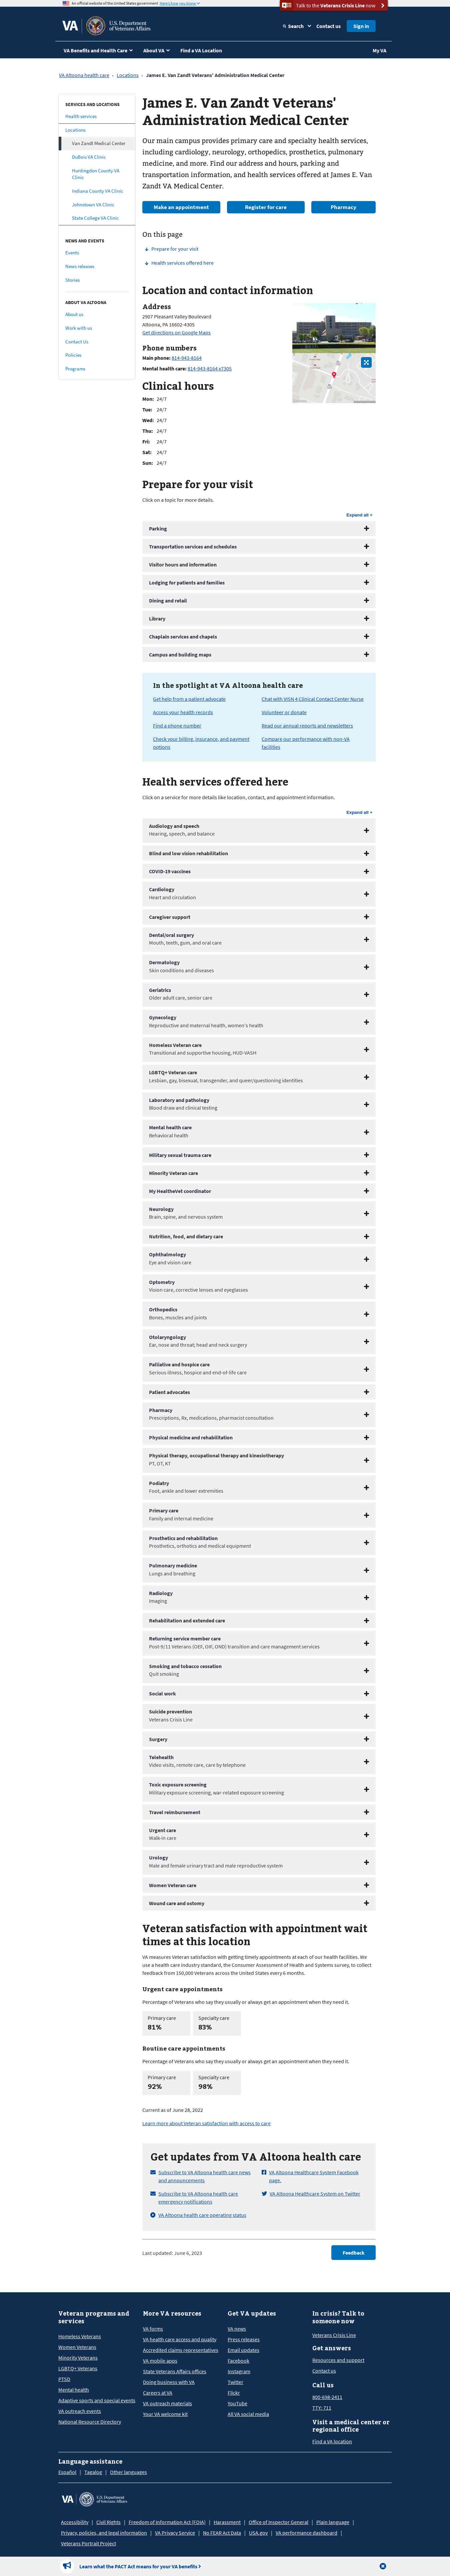 An official website of the United States government Here's how you know
Talk to the Veterans Crisis Line now
VA U.S. Department of Veterans Affairs
Search Contact us Sign in
VA Benefits and Health Care About VA Find a VA Location My VA
VA Altoona health care › Locations › James E. Van Zandt Veterans' Administration Medical Center
SERVICES AND LOCATIONS
Health services
Locations
Van Zandt Medical Center
DuBois VA Clinic
Huntingdon County VA
Clinic
Indiana County VA Clinic
Johnstown VA Clinic
State College VA Clinic
NEWS AND EVENTS
Events
News releases
Stories
ABOUT VA ALTOONA
About us
Work with us
Contact Us
Policies
Programs
James E. Van Zandt Veterans'
Administration Medical Center
Our main campus provides primary care and specialty health services,
including cardiology, neurology, orthotics, prosthetics, pulmonary
medicine, and more. Find our address and hours, parking and
transportation information, and health services offered at James E. Van
Zandt VA Medical Center.
Make an appointment Register for care Pharmacy
On this page
Prepare for your visit
Health services offered here
Location and contact information
Address
2907 Pleasant Valley Boulevard
Altoona, PA 16602-4305
Get directions on Google Maps
Phone numbers
Main phone: 814-943-8164
Mental health care: 814-943-8164 x7305
Clinical hours
Mon: 24/7
Tue: 24/7
Wed: 24/7
Thu: 24/7
Fri: 24/7
Sat: 24/7
Sun: 24/7
Prepare for your visit
Click on a topic for more details.
Expand all +
Parking
Transportation services and schedules
Visitor hours and information
Lodging for patients and families
Dining and retail
Library
Chaplain services and chapels
Campus and building maps
In the spotlight at VA Altoona health care
Get help from a patient advocate
Access your health records
Find a phone number
Check your billing, insurance, and payment
options
Chat with VISN 4 Clinical Contact Center Nurse
Volunteer or donate
Read our annual reports and newsletters
Compare our performance with non-VA
facilities
Health services offered here
Click on a service for more details like location, contact, and appointment information.
Expand all +
Audiology and speech
Hearing, speech, and balance
Blind and low vision rehabilitation
COVID-19 vaccines
Cardiology
Heart and circulation
Caregiver support
Dental/oral surgery
Mouth, teeth, gum, and oral care
Dermatology
Skin conditions and diseases
Geriatrics
Older adult care, senior care
Gynecology
Reproductive and maternal health, women's health
Homeless Veteran care
Transitional and supportive housing, HUD-VASH
LGBTQ+ Veteran care
Lesbian, gay, bisexual, transgender, and queer/questioning identities
Laboratory and pathology
Blood draw and clinical testing
Mental health care
Behavioral health
Military sexual trauma care
Minority Veteran care
My HealtheVet coordinator
Neurology
Brain, spine, and nervous system
Nutrition, food, and dietary care
Ophthalmology
Eye and vision care
Optometry
Vision care, corrective lenses and eyeglasses
Orthopedics
Bones, muscles and joints
Otolaryngology
Ear, nose and throat; head and neck surgery
Palliative and hospice care
Serious illness, hospice and end-of-life care
Patient advocates
Pharmacy
Prescriptions, Rx, medications, pharmacist consultation
Physical medicine and rehabilitation
Physical therapy, occupational therapy and kinesiotherapy
PT, OT, KT
Podiatry
Foot, ankle and lower extremities
Primary care
Family and internal medicine
Prosthetics and rehabilitation
Prosthetics, orthotics and medical equipment
Pulmonary medicine
Lungs and breathing
Radiology
Imaging
Rehabilitation and extended care
Returning service member care
Post-9/11 Veterans (OEF, OIF, OND) transition and care management services
Smoking and tobacco cessation
Quit smoking
Social work
Suicide prevention
Veterans Crisis Line
Surgery
Telehealth
Video visits, remote care, care by telephone
Toxic exposure screening
Military exposure screening, war-related exposure screening
Travel reimbursement
Urgent care
Walk-in care
Urology
Male and female urinary tract and male reproductive system
Women Veteran care
Wound care and ostomy
Veteran satisfaction with appointment wait
times at this location
VA measures Veteran satisfaction with getting timely appointments at each of our health facilities. We
use a health care industry standard, the Consumer Assessment of Health and Systems survey, to collect
feedback from 150,000 Veterans across the United States every 6 months.
Urgent care appointments
Percentage of Veterans who say they usually or always get an appointment when they need it.
Primary care Specialty care
81% 83%
Routine care appointments
Percentage of Veterans who say they usually or always get an appointment when they need it.
Primary care Specialty care
92% 98%
Current as of June 28, 2022
Learn more about Veteran satisfaction with access to care
Get updates from VA Altoona health care
Subscribe to VA Altoona health care news
and announcements
Subscribe to VA Altoona health care
emergency notifications
VA Altoona health care operating status
VA Altoona Healthcare System Facebook
page.
VA Altoona Healthcare System on Twitter
Last updated: June 6, 2023
Feedback
Veteran programs and
services
Homeless Veterans
Women Veterans
Minority Veterans
LGBTQ+ Veterans
PTSD
Mental health
Adaptive sports and special events
VA outreach events
National Resource Directory
More VA resources
VA forms
VA health care access and quality
Accredited claims representatives
VA mobile apps
State Veterans Affairs offices
Doing business with VA
Careers at VA
VA outreach materials
Your VA welcome kit
Get VA updates
VA news
Press releases
Email updates
Facebook
Instagram
Twitter
Flickr
YouTube
All VA social media
In crisis? Talk to
someone now
Veterans Crisis Line
Get answers
Resources and support
Contact us
Call us
800-698-2411
TTY: 711
Visit a medical center or
regional office
Find a VA location
Language assistance
Español | Tagalog | Other languages
VA U.S. Department of Veterans Affairs
Accessibility | Civil Rights | Freedom of Information Act (FOIA) | Harassment | Office of Inspector General | Plain language |
Privacy, policies, and legal information | VA Privacy Service | No FEAR Act Data | USA.gov | VA performance dashboard |
Veterans Portrait Project
Learn what the PACT Act means for your VA benefits